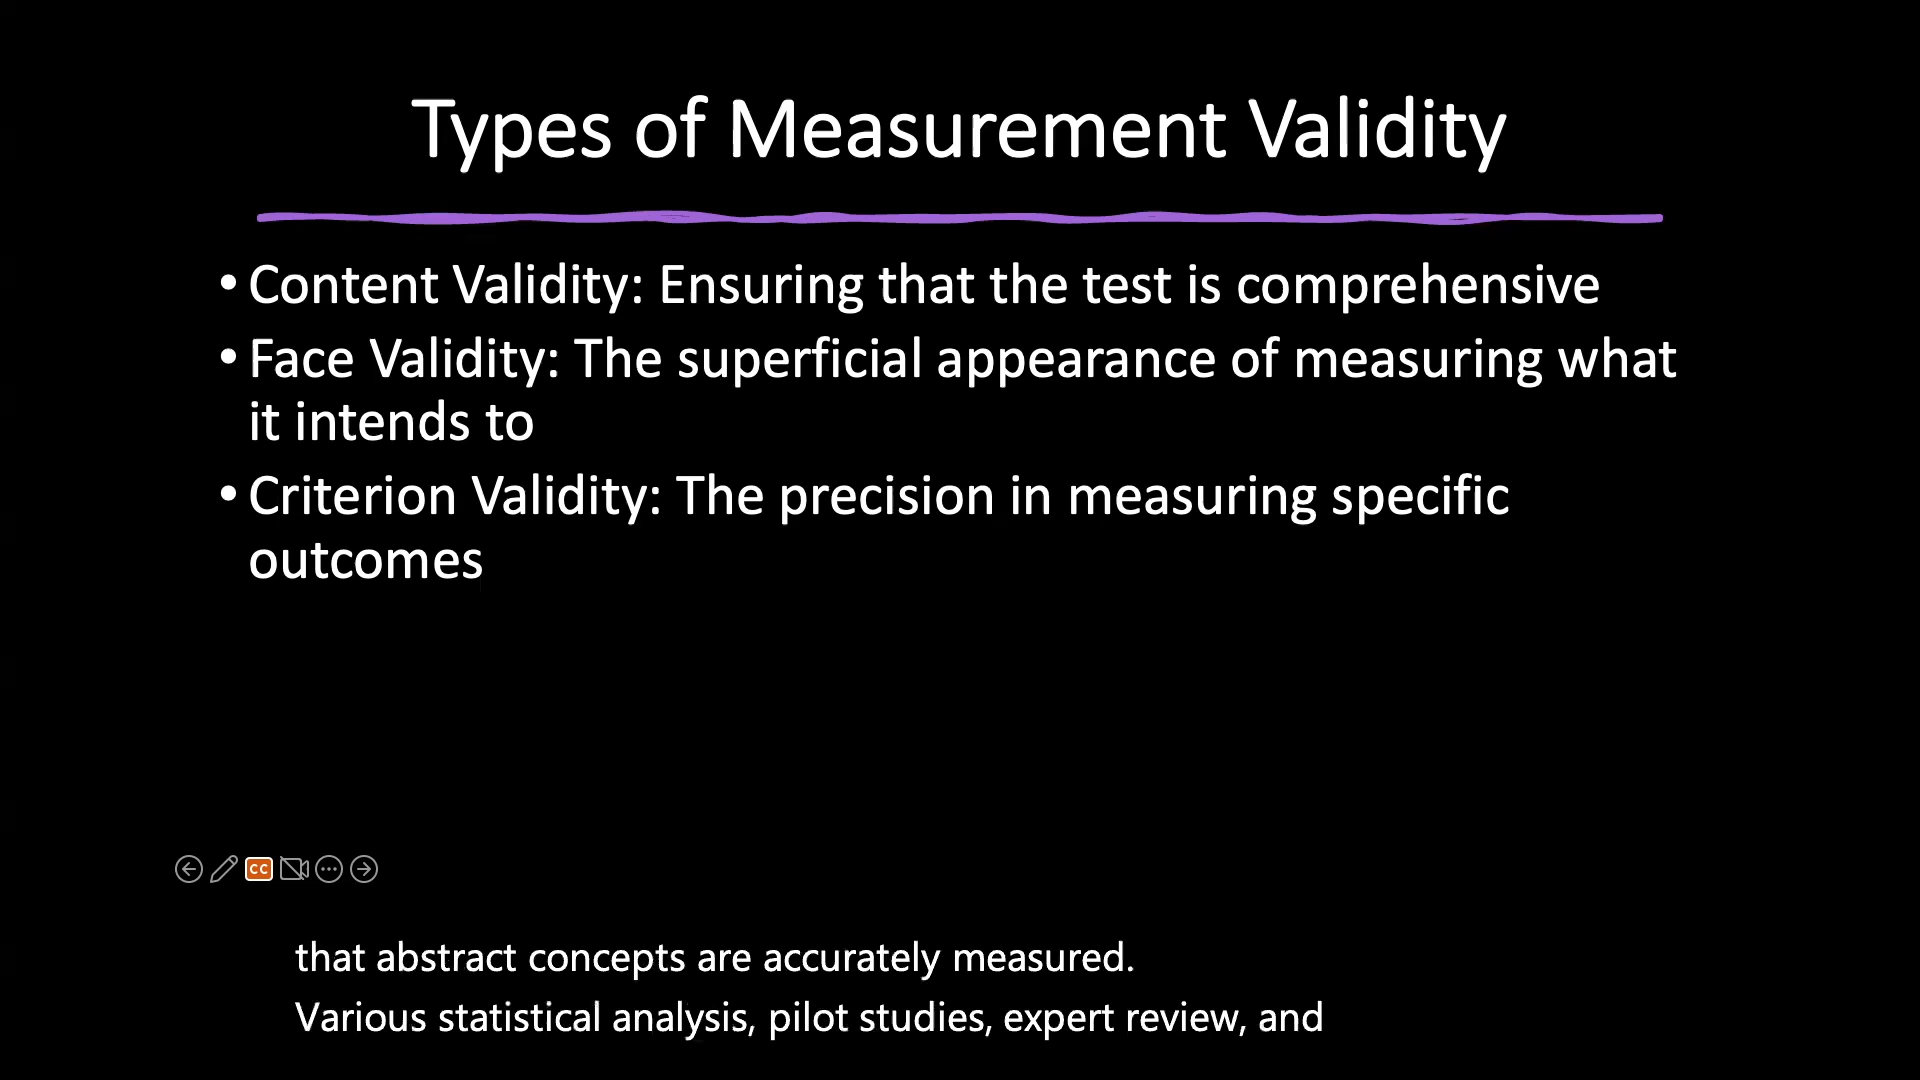 Types of Measurement Validity
• Content Validity: Ensuring that the test is comprehensive
• Face Validity: The superficial appearance of measuring what
it intends to
• Criterion Validity: The precision in measuring specific
outcomes
CC
that abstract concepts are accurately measured.
Various statistical analysis, pilot studies, expert review, and